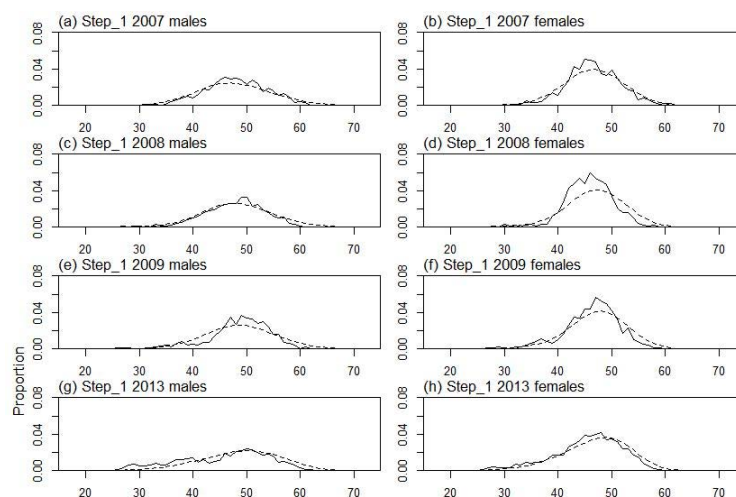 (a) Step_1 2007 males
(b) Step_1 2007 females
0.00 0.04 0.08
0.00 0.04 0.08
20 30 40 50 60 70
20 30 40 50 60 70
(c) Step_1 2008 males
(d) Step_1 2008 females
0.00 0.04 0.08
0.00 0.04 0.08
20 30 40 50 60 70
20 30 40 50 60 70
(e) Step_1 2009 males
(f) Step_1 2009 females
0.00 0.04 0.08
0.00 0.04 0.08
20 30 40 50 60 70
20 30 40 50 60 70
(g) Step_1 2013 males
(h) Step_1 2013 females
0.00 0.04 0.08
0.00 0.04 0.08
20 30 40 50 60 70
20 30 40 50 60 70
Proportion